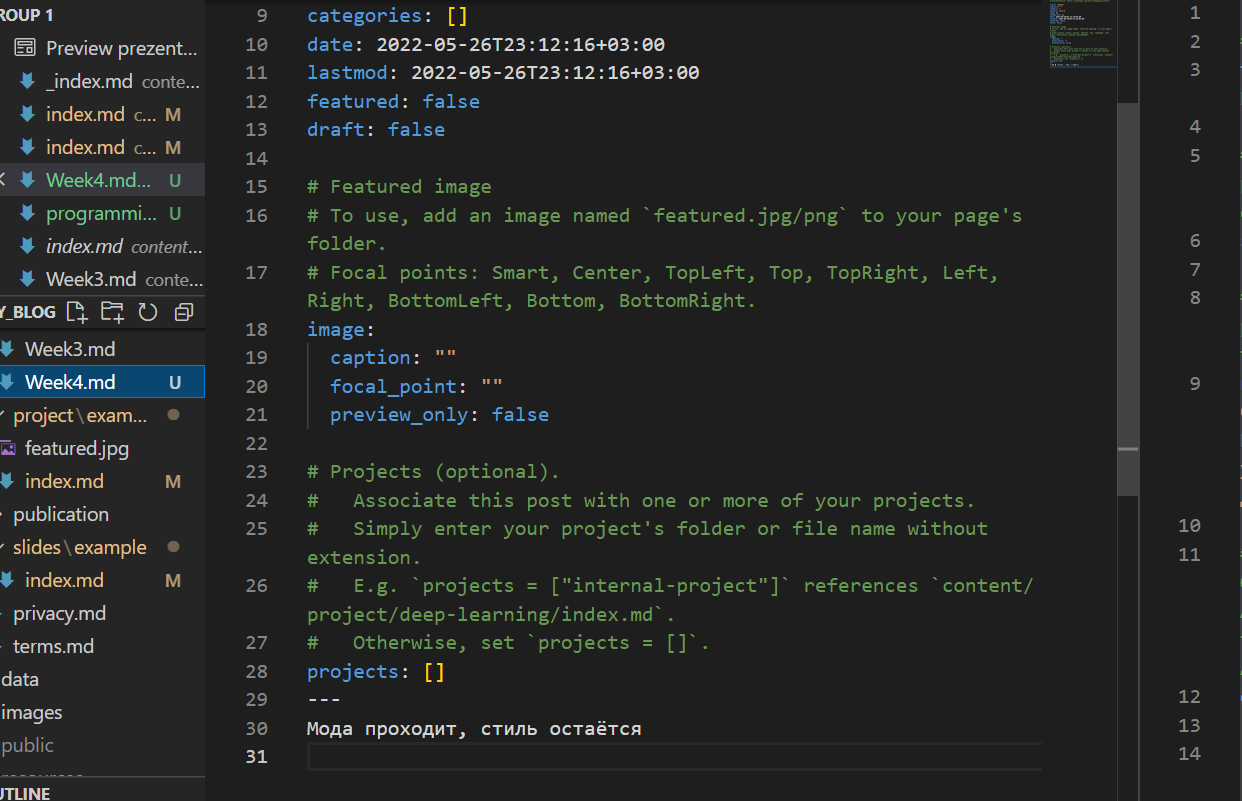 ROUP 1
Preview prezent...
_index.md conte...
index.md c... M
index.md c... M
Week4.md... U
programmi... U
index.md content...
Week3.md conte...
Y_BLOG
Week3.md
Week4.md U
project\exam...
featured.jpg
index.md M
publication
slides\example
index.md M
privacy.md
terms.md
data
images
public
UTLINE
9 categories: []
10 date: 2022-05-26T23:12:16+03:00
11 lastmod: 2022-05-26T23:12:16+03:00
12 featured: false
13 draft: false
14
15 # Featured image
16 # To use, add an image named `featured.jpg/png` to your page's
folder.
17 # Focal points: Smart, Center, TopLeft, Top, TopRight, Left,
Right, BottomLeft, Bottom, BottomRight.
18 image:
19 caption: ""
20 focal_point: ""
21 preview_only: false
22
23 # Projects (optional).
24 #   Associate this post with one or more of your projects.
25 #   Simply enter your project's folder or file name without
extension.
26 #   E.g. `projects = ["internal-project"]` references `content/
project/deep-learning/index.md`.
27 #   Otherwise, set `projects = []`.
28 projects: []
29 ---
30 Мода проходит, стиль остаётся
31
1
2
3
4
5
6
7
8
9
10
11
12
13
14